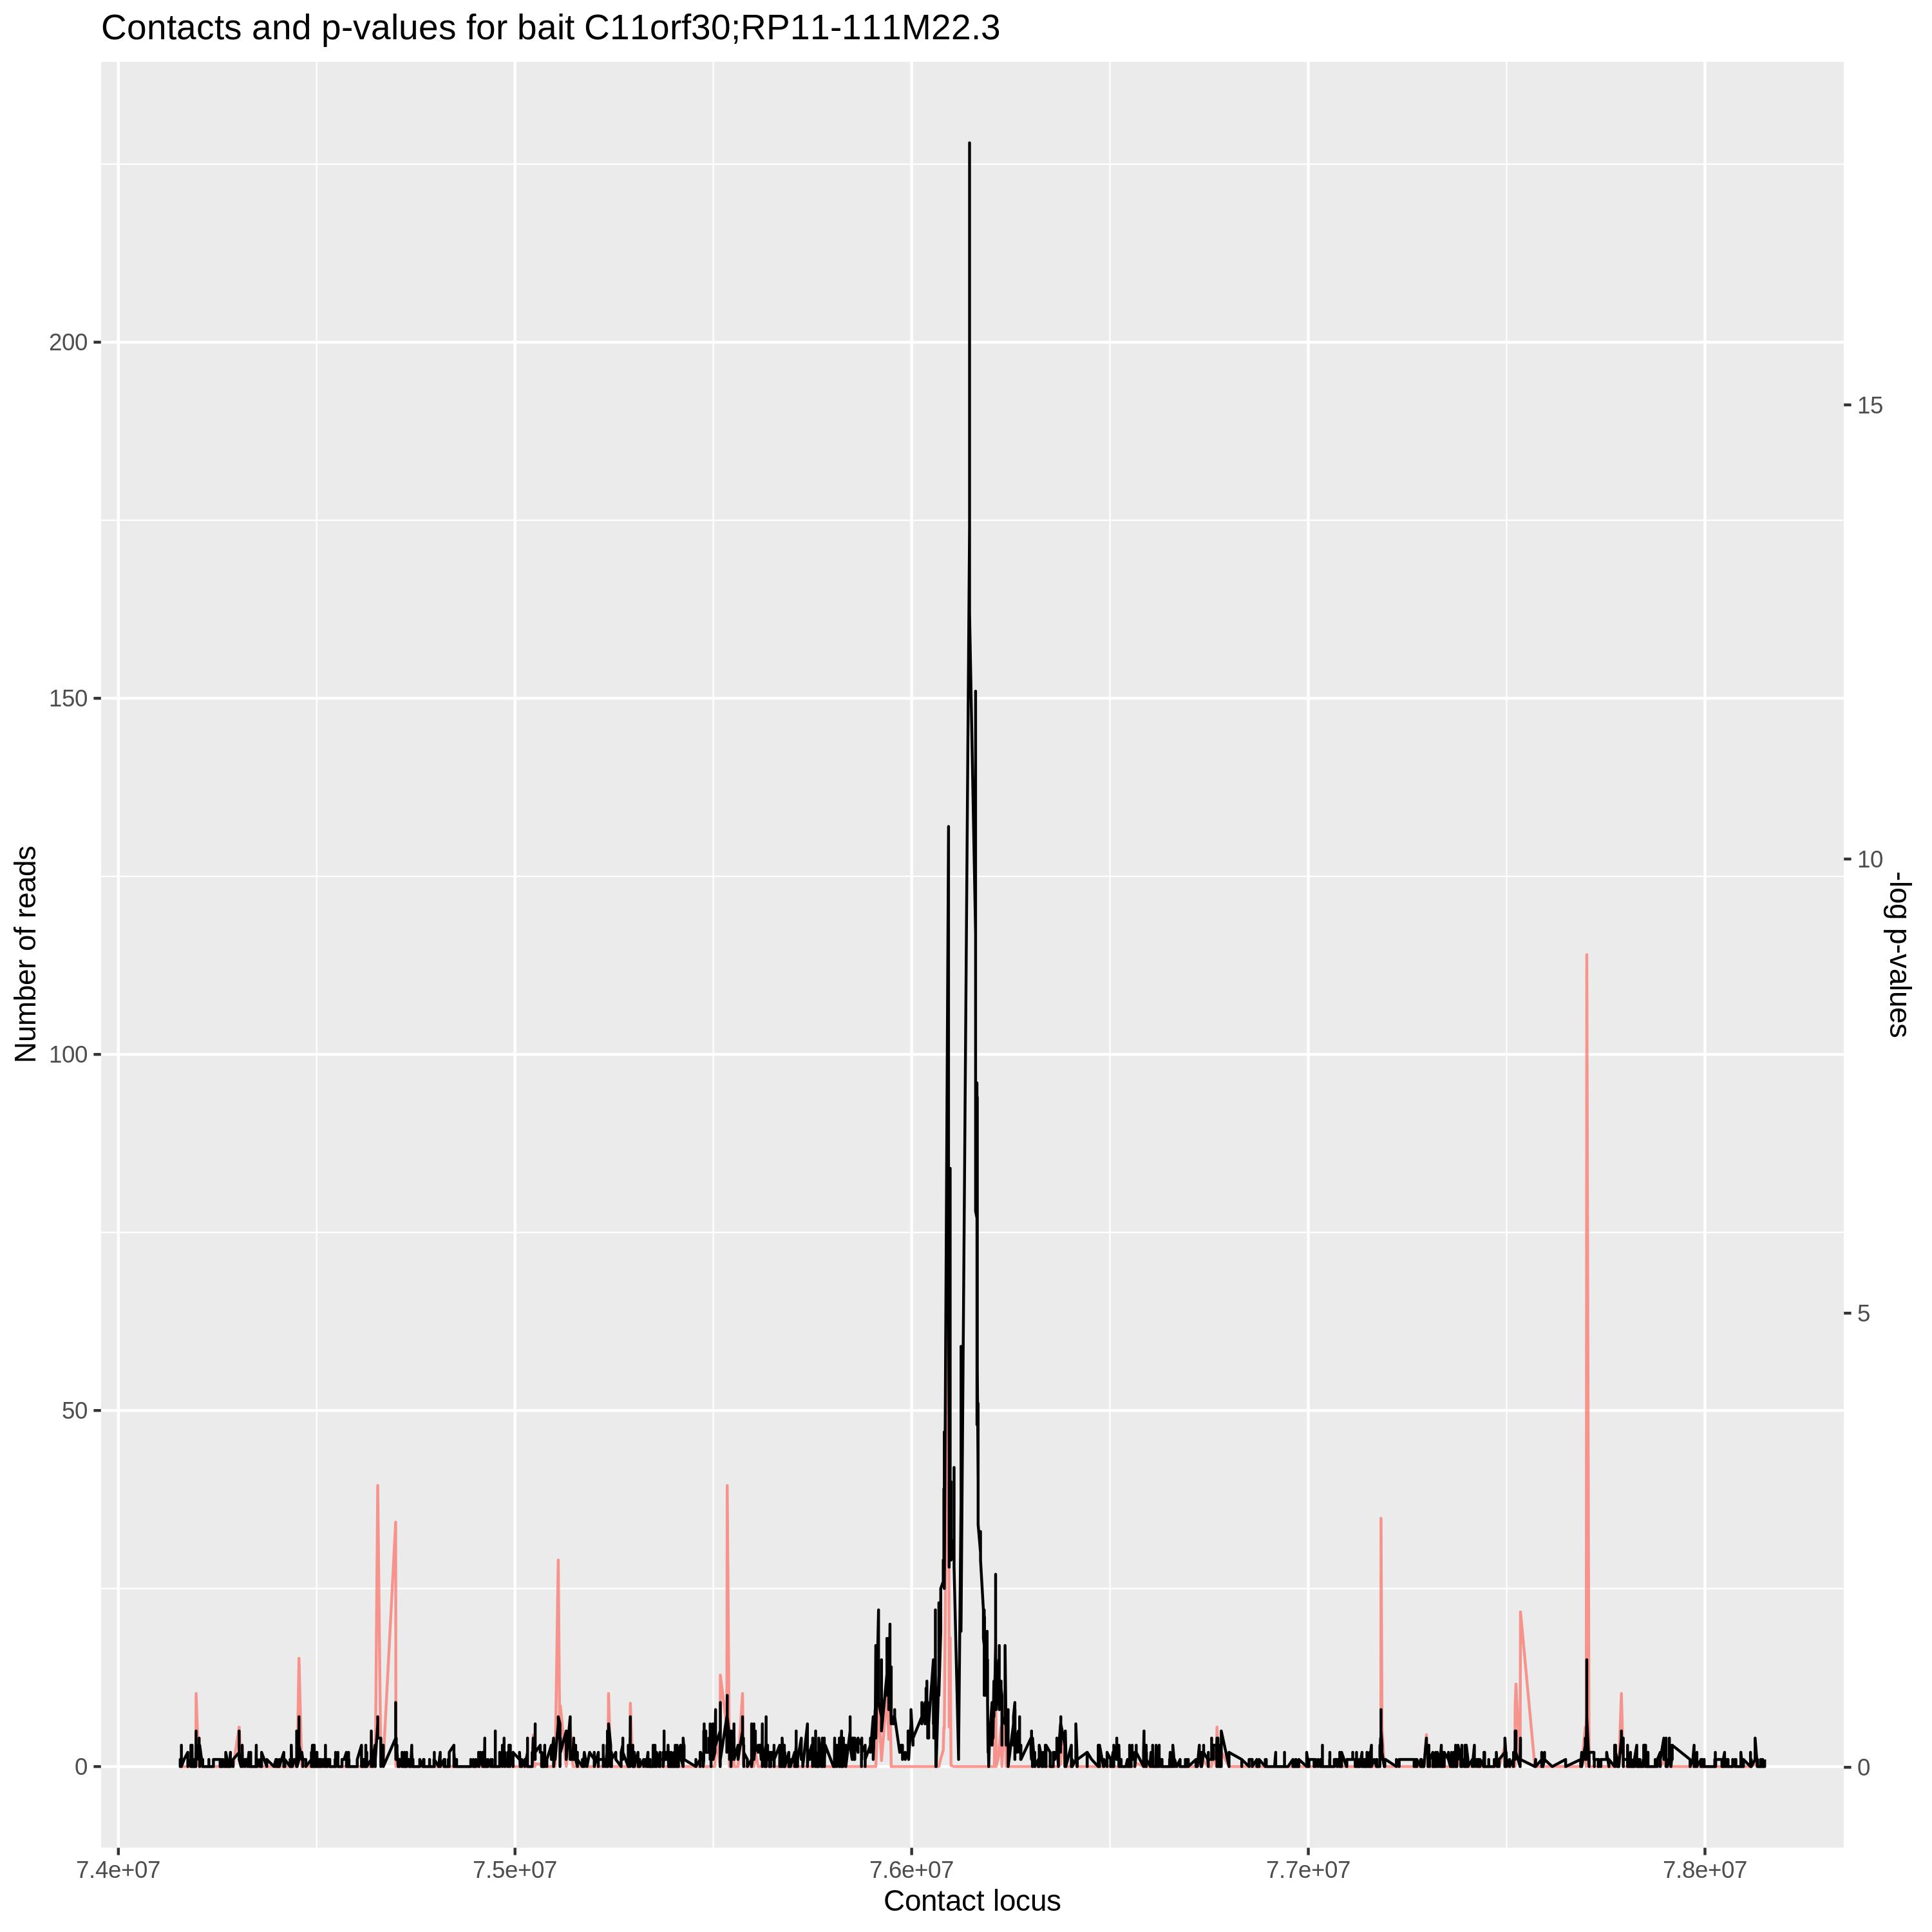 Contacts and p-values for bait C11orf30;RP11-111M22.3
Number of reads
200
150
100
50
0
15
10
5
0
-log p-values
7.4e+07 7.5e+07 7.6e+07 7.7e+07 7.8e+07
Contact locus